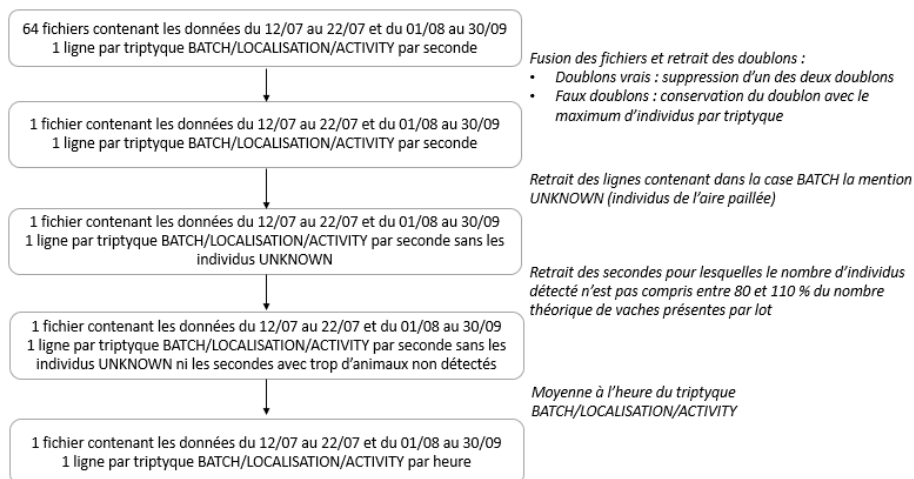 64 fichiers contenant les données du 12/07 au 22/07 et du 01/08 au 30/09
1 ligne par triptyque BATCH/LOCALISATION/ACTIVITY par seconde
Fusion des fichiers et retrait des doublons :
• Doublons vrais : suppression d'un des deux doublons
• Faux doublons : conservation du doublon avec le
maximum d'individus par triptyque
1 fichier contenant les données du 12/07 au 22/07 et du 01/08 au 30/09
1 ligne par triptyque BATCH/LOCALISATION/ACTIVITY par seconde
Retrait des lignes contenant dans la case BATCH la mention
UNKNOWN (individus de l'aire paillée)
1 fichier contenant les données du 12/07 au 22/07 et du 01/08 au 30/09
1 ligne par triptyque BATCH/LOCALISATION/ACTIVITY par seconde sans les
individus UNKNOWN
Retrait des secondes pour lesquelles le nombre d'individus
détecté n'est pas compris entre 80 et 110 % du nombre
théorique de vaches présentes par lot
1 fichier contenant les données du 12/07 au 22/07 et du 01/08 au 30/09
1 ligne par triptyque BATCH/LOCALISATION/ACTIVITY par seconde sans les
individus UNKNOWN ni les secondes avec trop d'animaux non détectés
Moyenne à l'heure du triptyque
BATCH/LOCALISATION/ACTIVITY
1 fichier contenant les données du 12/07 au 22/07 et du 01/08 au 30/09
1 ligne par triptyque BATCH/LOCALISATION/ACTIVITY par heure